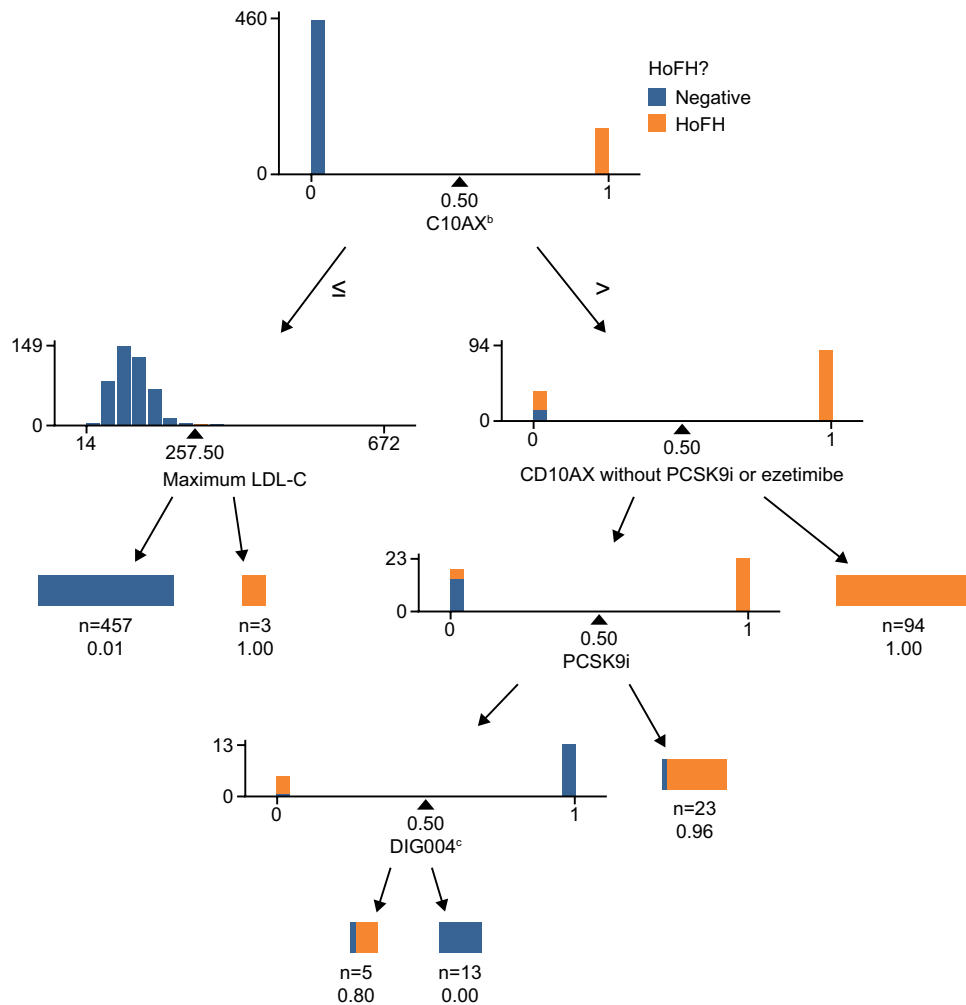 460
0
0
0.50
1
C10AXᵇ
HoFH?
Negative
HoFH
≤
>
149
0
14
257.50
672
Maximum LDL-C
94
0
0
0.50
1
CD10AX without PCSK9i or ezetimibe
n=457
0.01
n=3
1.00
23
0
0
0.50
1
PCSK9i
n=94
1.00
13
0
0
0.50
1
DIG004ᶜ
n=23
0.96
n=5
0.80
n=13
0.00